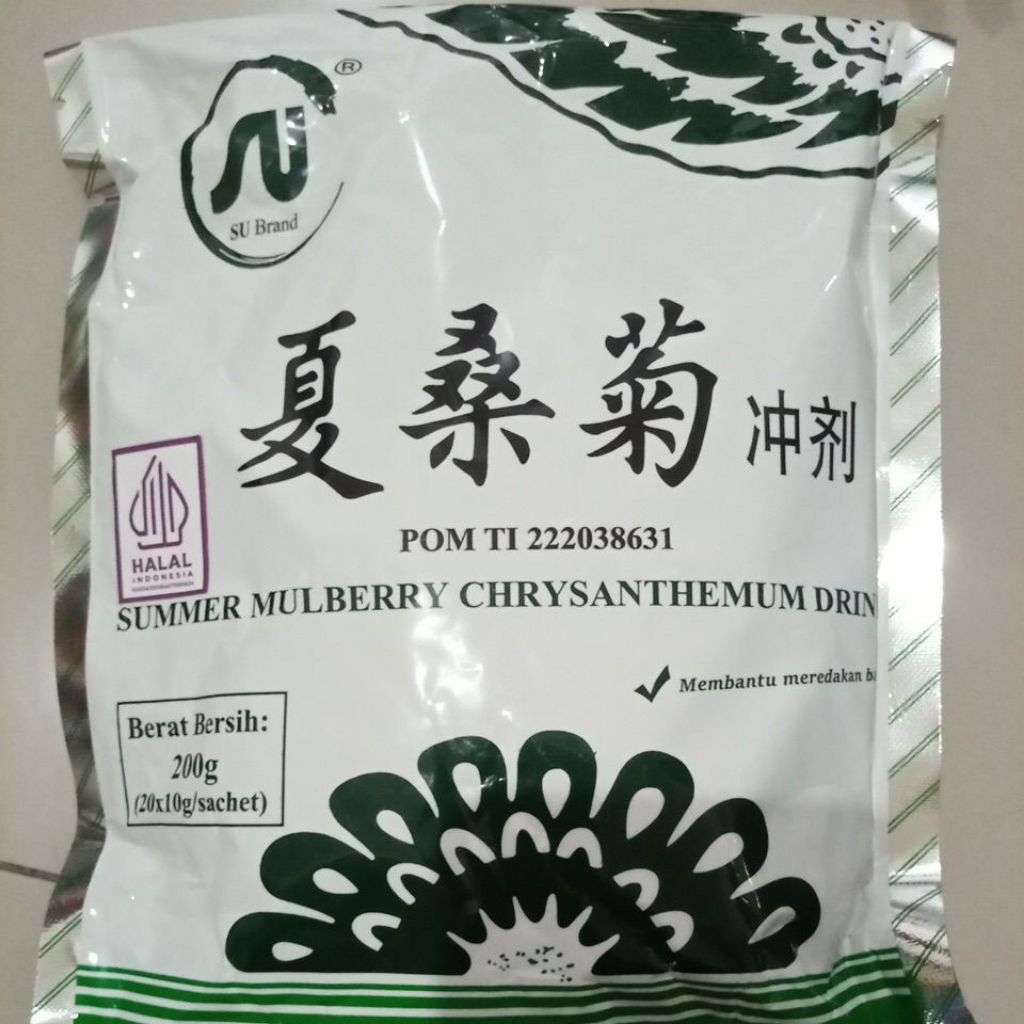 ®
SU Brand
夏桑菊 冲剂
POM TI 222038631
HALAL
INDONESIA
SUMMER MULBERRY CHRYSANTHEMUM DRIN
Membantu meredakan
Berat Bersih:
200g
(20x10g/sachet)